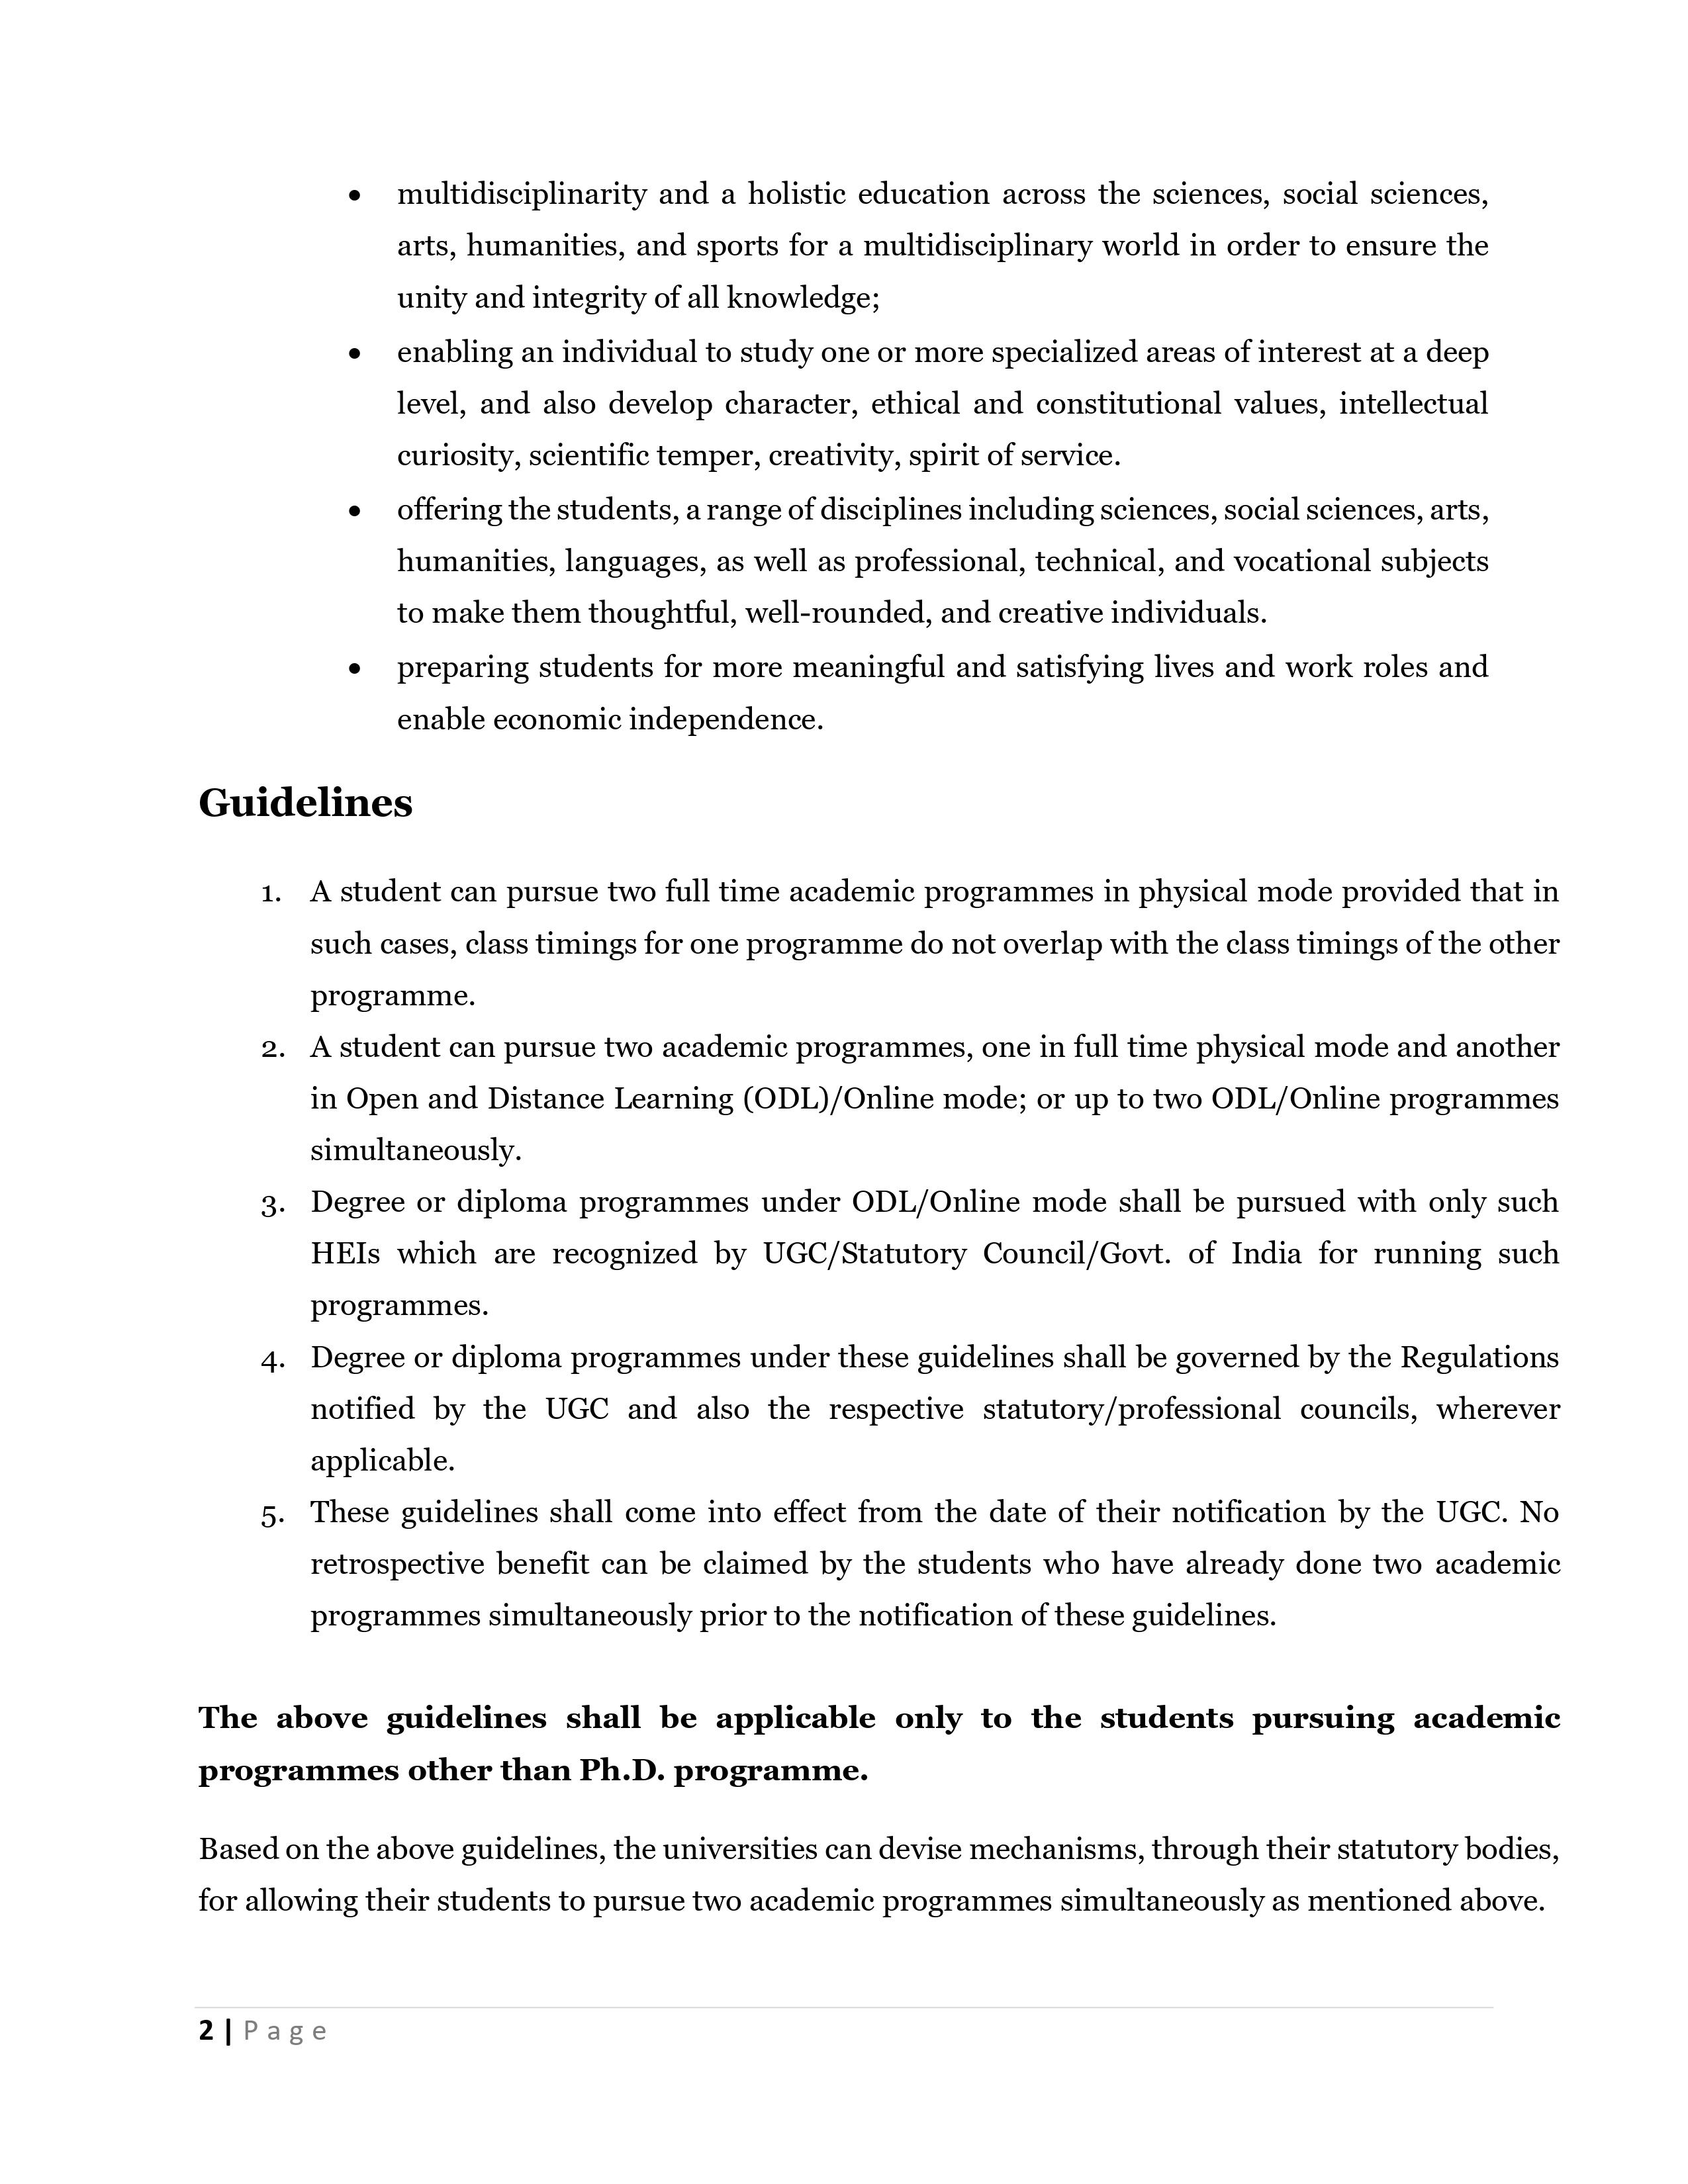 • multidisciplinarity and a holistic education across the sciences, social sciences,
arts, humanities, and sports for a multidisciplinary world in order to ensure the
unity and integrity of all knowledge;
• enabling an individual to study one or more specialized areas of interest at a deep
level, and also develop character, ethical and constitutional values, intellectual
curiosity, scientific temper, creativity, spirit of service.
• offering the students, a range of disciplines including sciences, social sciences, arts,
humanities, languages, as well as professional, technical, and vocational subjects
to make them thoughtful, well-rounded, and creative individuals.
• preparing students for more meaningful and satisfying lives and work roles and
enable economic independence.
Guidelines
1. A student can pursue two full time academic programmes in physical mode provided that in
such cases, class timings for one programme do not overlap with the class timings of the other
programme.
2. A student can pursue two academic programmes, one in full time physical mode and another
in Open and Distance Learning (ODL)/Online mode; or up to two ODL/Online programmes
simultaneously.
3. Degree or diploma programmes under ODL/Online mode shall be pursued with only such
HEIs which are recognized by UGC/Statutory Council/Govt. of India for running such
programmes.
4. Degree or diploma programmes under these guidelines shall be governed by the Regulations
notified by the UGC and also the respective statutory/professional councils, wherever
applicable.
5. These guidelines shall come into effect from the date of their notification by the UGC. No
retrospective benefit can be claimed by the students who have already done two academic
programmes simultaneously prior to the notification of these guidelines.
The above guidelines shall be applicable only to the students pursuing academic
programmes other than Ph.D. programme.
Based on the above guidelines, the universities can devise mechanisms, through their statutory bodies,
for allowing their students to pursue two academic programmes simultaneously as mentioned above.
2 | Page